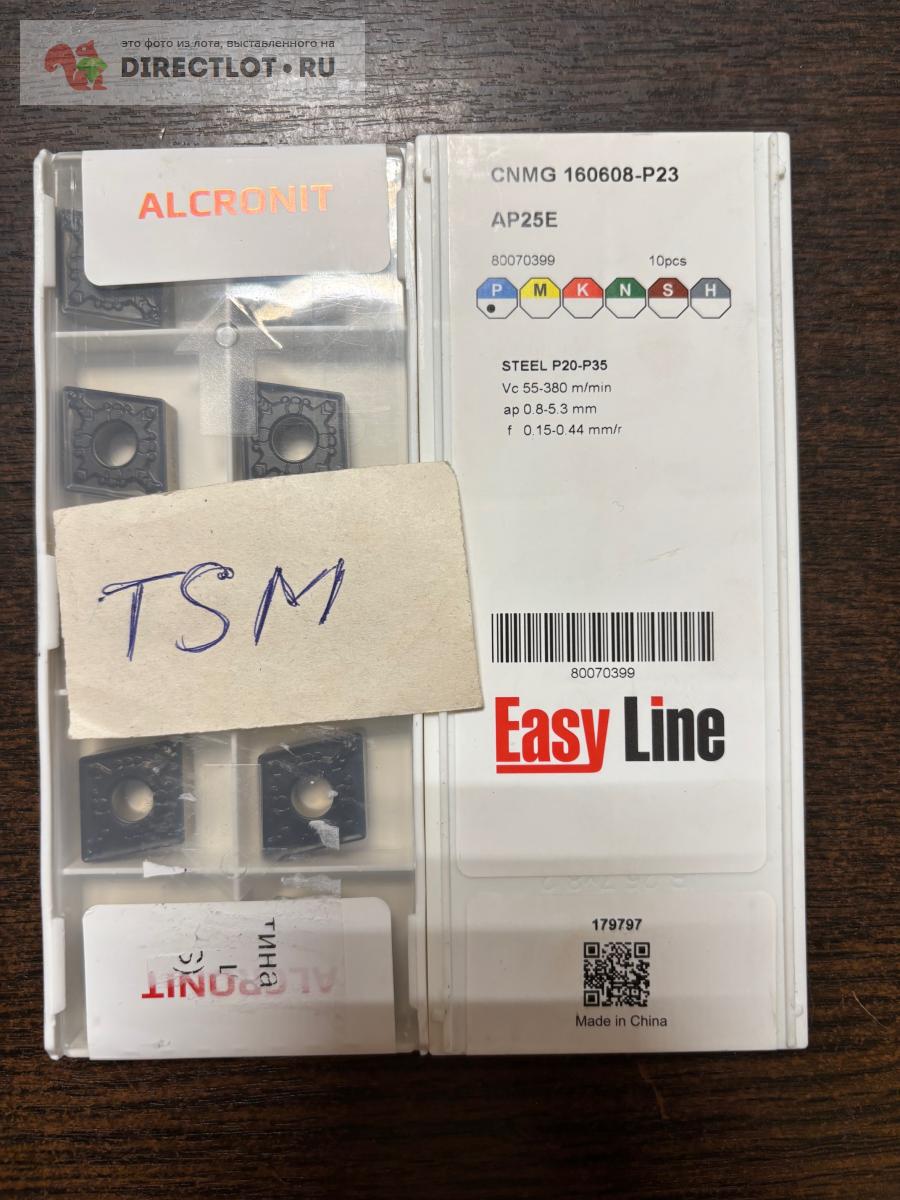 это фото из лота, выставленного на
DIRECTLOT•RU
ALCRONIT
CNMG 160608-P23
AP25E
80070399 10pcs
P M K N S H
STEEL P20-P35
Vc 55-380 m/min
ap 0.8-5.3 mm
f 0.15-0.44 mm/r
TSM
80070399
Easy Line
тина
ALCRONIT
179797
Made in China